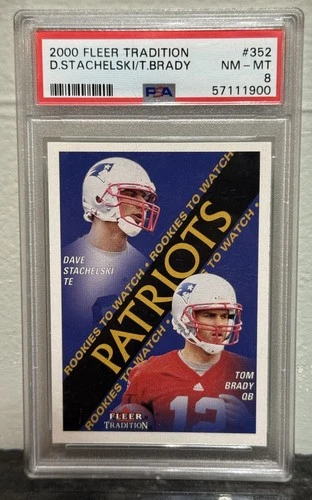 2000 FLEER TRADITION #352
D.STACHELSKI/T.BRADY NM - MT
8
PSA 57111900
DAVE
STACHELSKI
TE
ROOKIES TO WATCH • ROOKIES TO WATCH
PATRIOTS
ROOKIES TO WATCH • ROOKIES TO WATCH
TOM
BRADY
QB
12
FLEER
TRADITION